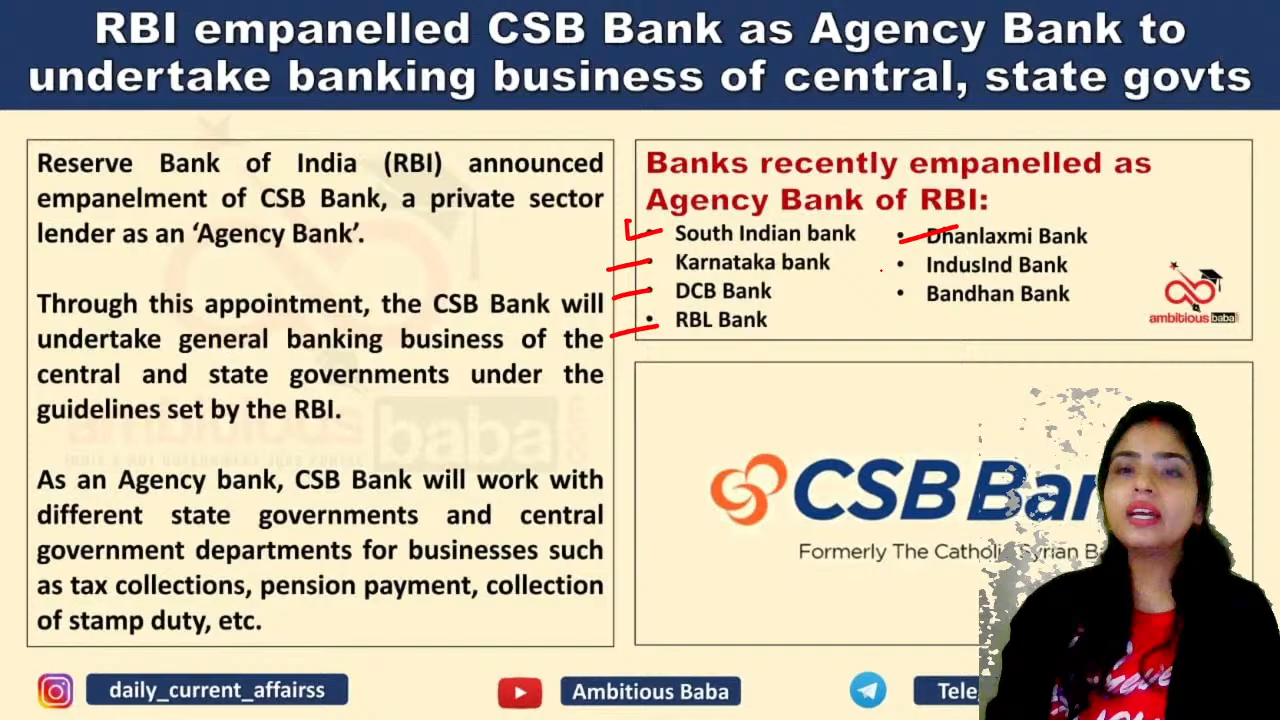 RBI empanelled CSB Bank as Agency Bank to
undertake banking business of central, state govts
Reserve Bank of India (RBI) announced
empanelment of CSB Bank, a private sector
lender as an ‘Agency Bank’.
Through this appointment, the CSB Bank will
undertake general banking business of the
central and state governments under the
guidelines set by the RBI.
As an Agency bank, CSB Bank will work with
different state governments and central
government departments for businesses such
as tax collections, pension payment, collection
of stamp duty, etc.
Banks recently empanelled as
Agency Bank of RBI:
• South Indian bank
• Karnataka bank
• DCB Bank
• RBL Bank
• Dhanlaxmi Bank
• IndusInd Bank
• Bandhan Bank
ambitious baba
CSB Ban
Formerly The Catholic Syrian B
daily_current_affairss
Ambitious Baba
Tele